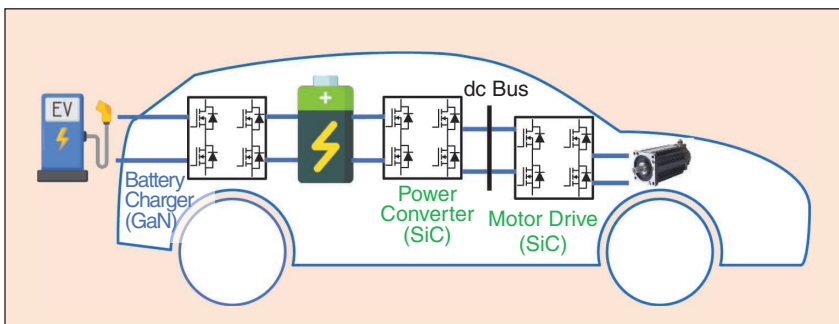 EV
Battery
Charger
(GaN)
+
Power
Converter
(SiC)
dc Bus
Motor Drive
(SiC)